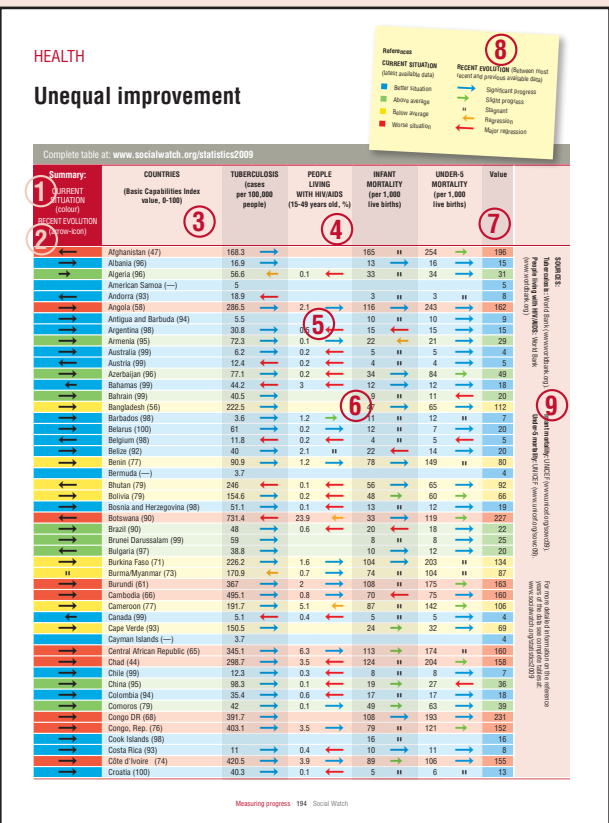 HEALTH
Unequal improvement
References
CURRENT SITUATION
(latest available data)
Better situation
Above average
Below average
Worse situation
8
RECENT EVOLUTION (Between most
recent and previous available data)
Significant progress
Slight progress
Stagnant
Regression
Major regression
Complete table at: www.socialwatch.org/statistics2009
Summary:
1 CURRENT
SITUATION
(colour)
RECENT EVOLUTION
2 (arrow-icon)
COUNTRIES
(Basic Capabilities Index
value, 0-100)
3
TUBERCULOSIS
(cases
per 100,000
people)
PEOPLE
LIVING
WITH HIV/AIDS
(15-49 years old, %)
4
INFANT
MORTALITY
(per 1,000
live births)
UNDER-5
MORTALITY
(per 1,000
live births)
Value
7
Afghanistan (47) 168.3 165 254 196
Albania (96) 16.9 13 16 15
Algeria (96) 56.6 0.1 33 34 31
American Samoa (—) 5 5
Andorra (93) 18.9 3 3 8
Angola (58) 286.5 2.1 116 243 162
Antigua and Barbuda (94) 5.5 10 10 9
5
Argentina (98) 30.8 15 15 15
Armenia (95) 72.3 0.1 22 21 29
Australia (99) 6.2 0.2 5 5 4
Austria (99) 12.4 0.2 4 4 5
Azerbaijan (96) 77.1 0.2 34 84 49
Bahamas (99) 44.2 3 12 12 18
Bahrain (99) 40.5 9 11 20
6
Bangladesh (56) 222.5 65 112
Barbados (98) 3.6 1.2 11 12 7
Belarus (100) 61 0.2 12 7 20
Belgium (98) 11.8 0.2 4 5 5
Belize (92) 40 2.1 22 14 20
Benin (77) 90.9 1.2 78 149 80
Bermuda (—) 3.7 4
Bhutan (79) 246 0.1 56 65 92
Bolivia (79) 154.6 0.2 48 60 66
Bosnia and Herzegovina (98) 51.1 0.1 13 12 19
Botswana (90) 731.4 23.9 33 119 227
Brazil (90) 48 0.6 20 18 22
Brunei Darussalam (99) 59 8 8 25
Bulgaria (97) 38.8 10 12 20
Burkina Faso (71) 226.2 1.6 104 203 134
Burma/Myanmar (73) 170.9 0.7 74 104 87
Burundi (61) 367 2 108 175 163
Cambodia (66) 495.1 0.8 70 75 160
Cameroon (77) 191.7 5.1 87 142 106
Canada (99) 5.1 0.4 5 5 4
Cape Verde (93) 150.5 24 32 69
Cayman Islands (—) 3.7 4
Central African Republic (65) 345.1 6.3 113 174 160
Chad (44) 298.7 3.5 124 204 158
Chile (99) 12.3 0.3 8 8 7
China (95) 98.3 0.1 19 27 36
Colombia (94) 35.4 0.6 17 17 18
Comoros (79) 42 0.1 49 63 39
Congo DR (68) 391.7 108 193 231
Congo, Rep. (76) 403.1 3.5 79 121 152
Cook Islands (98) 16 16
Costa Rica (93) 11 0.4 10 11 8
Côte d'Ivoire (74) 420.5 3.9 89 106 155
Croatia (100) 40.3 0.1 5 6 13
SOURCES:
Tuberculosis: World Bank (www.worldbank.org).
People living with HIV/AIDS: World Bank
(www.worldbank.org)
9
mortality: UNICEF (www.unicef.org/sowc09).
Under-5 mortality: UNICEF (www.unicef.org/sowc09).
For more detailed information on the reference
years of the data see complete tables at:
www.socialwatch.org/statistics2009
Measuring progress 194 Social Watch